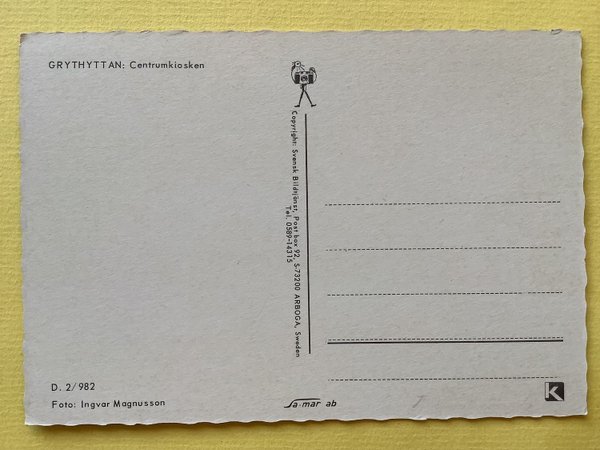 GRYTHYTTAN: Centrumkiosken
Copyright: Svensk Bildtjänst, Post box 92, S-73200 ARBOGA, Sweden
Tel. 0589-14315
D. 2/982
Foto: Ingvar Magnusson
Sa-mar ab
K